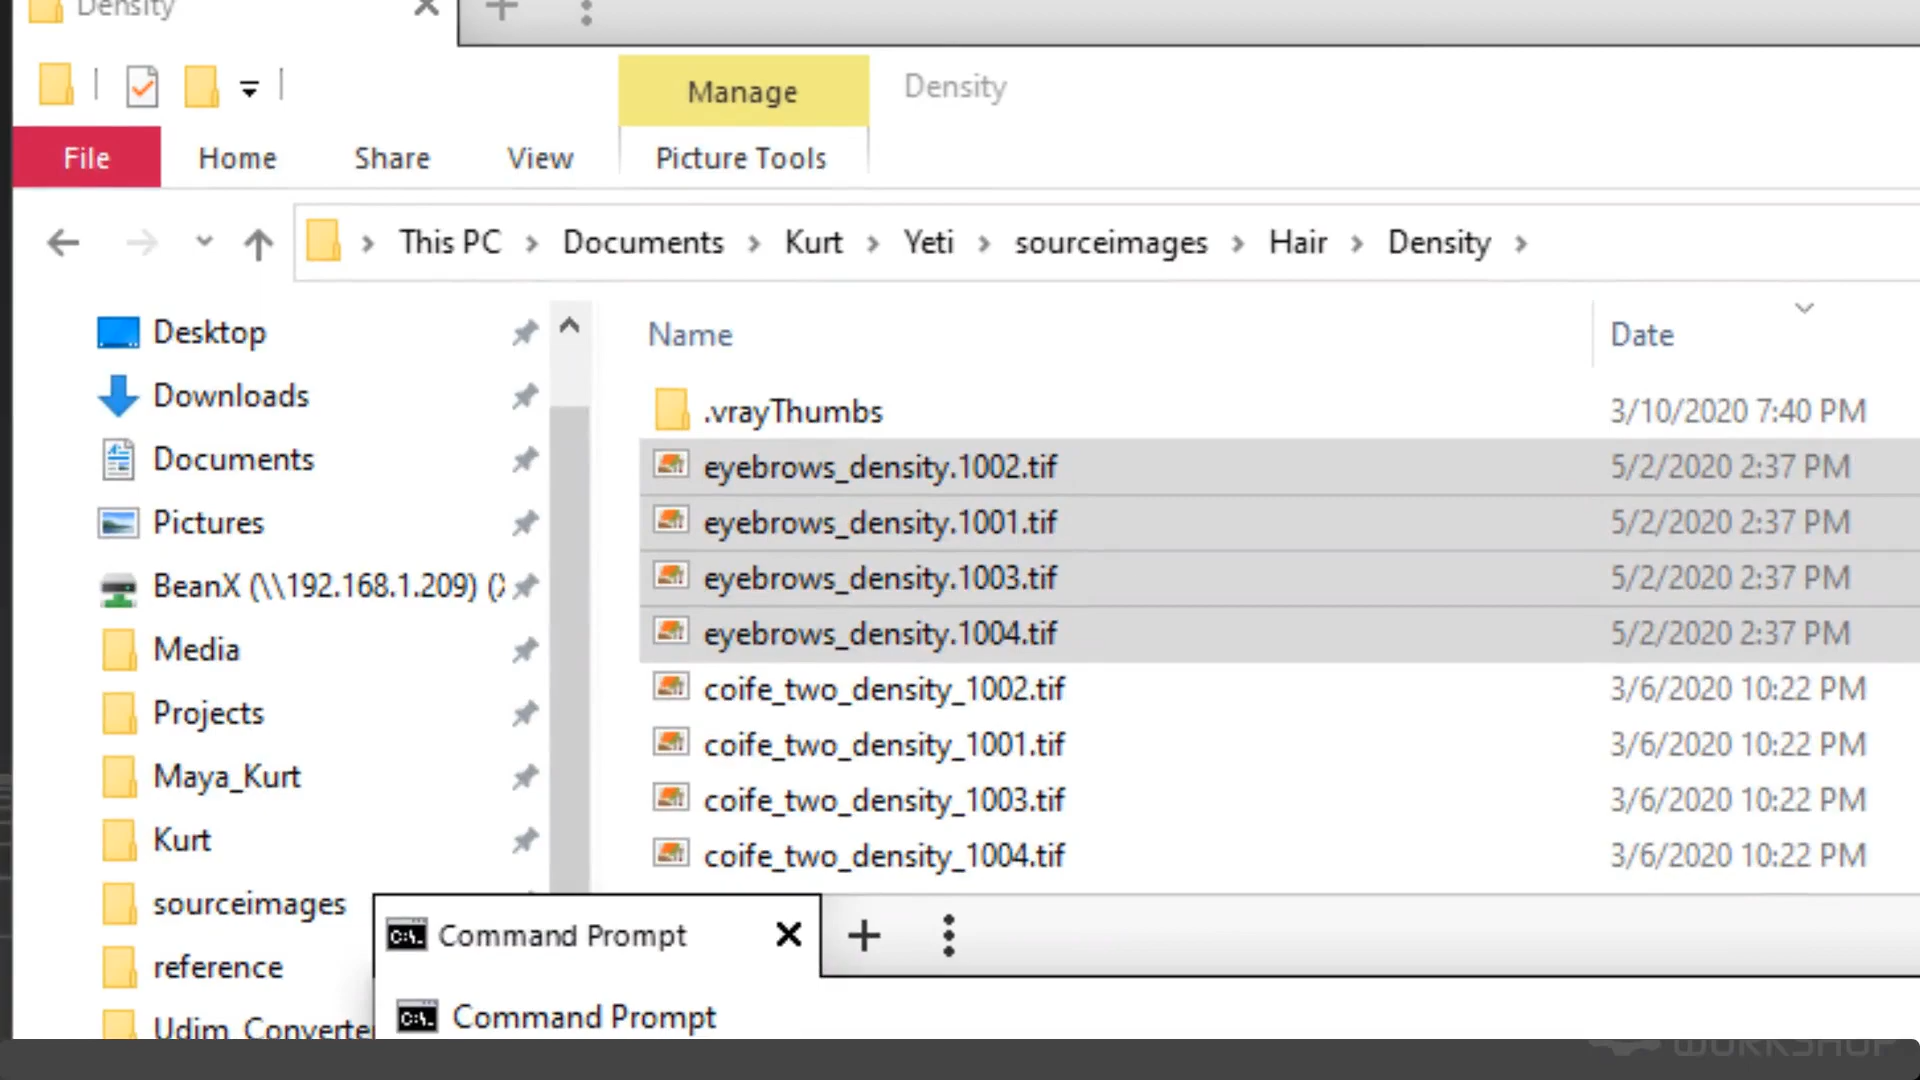 Density
Manage
Density
File
Home
Share
View
Picture Tools
This PC > Documents > Kurt > Yeti > sourceimages > Hair > Density >
Desktop
Downloads
Documents
Pictures
BeanX (\\192.168.1.209) (
Media
Projects
Maya_Kurt
Kurt
sourceimages
reference
Udim_Converte
Name
Date
.vrayThumbs
3/10/2020 7:40 PM
eyebrows_density.1002.tif
5/2/2020 2:37 PM
eyebrows_density.1001.tif
5/2/2020 2:37 PM
eyebrows_density.1003.tif
5/2/2020 2:37 PM
eyebrows_density.1004.tif
5/2/2020 2:37 PM
coife_two_density_1002.tif
3/6/2020 10:22 PM
coife_two_density_1001.tif
3/6/2020 10:22 PM
coife_two_density_1003.tif
3/6/2020 10:22 PM
coife_two_density_1004.tif
3/6/2020 10:22 PM
C:\. Command Prompt
C:\. Command Prompt
WORKSHOP